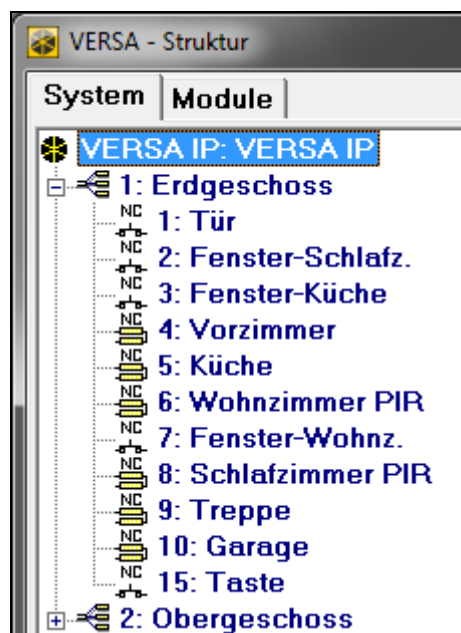 VERSA - Struktur
System Module
VERSA IP: VERSA IP
1: Erdgeschoss
NC 1: Tür
NC 2: Fenster-Schlafz.
NC 3: Fenster-Küche
NC 4: Vorzimmer
NC 5: Küche
NC 6: Wohnzimmer PIR
NC 7: Fenster-Wohnz.
NC 8: Schlafzimmer PIR
NC 9: Treppe
NC 10: Garage
NC 15: Taste
2: Obergeschoss